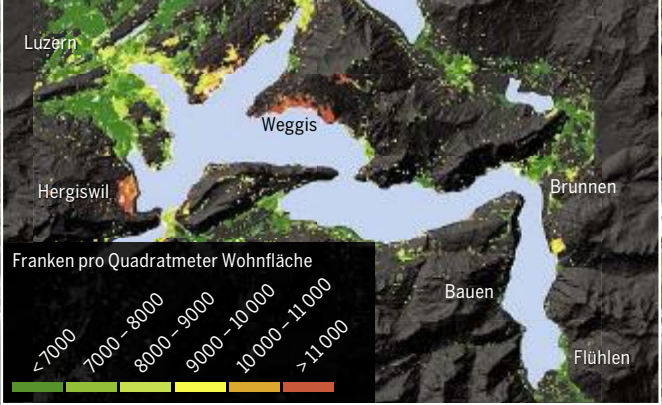 Luzern
Weggis
Hergiswil
Brunnen
Bauen
Flühlen
Franken pro Quadratmeter Wohnfläche
<7000
7000 – 8000
8000 – 9000
9000 – 10 000
10 000 – 11 000
> 11 000